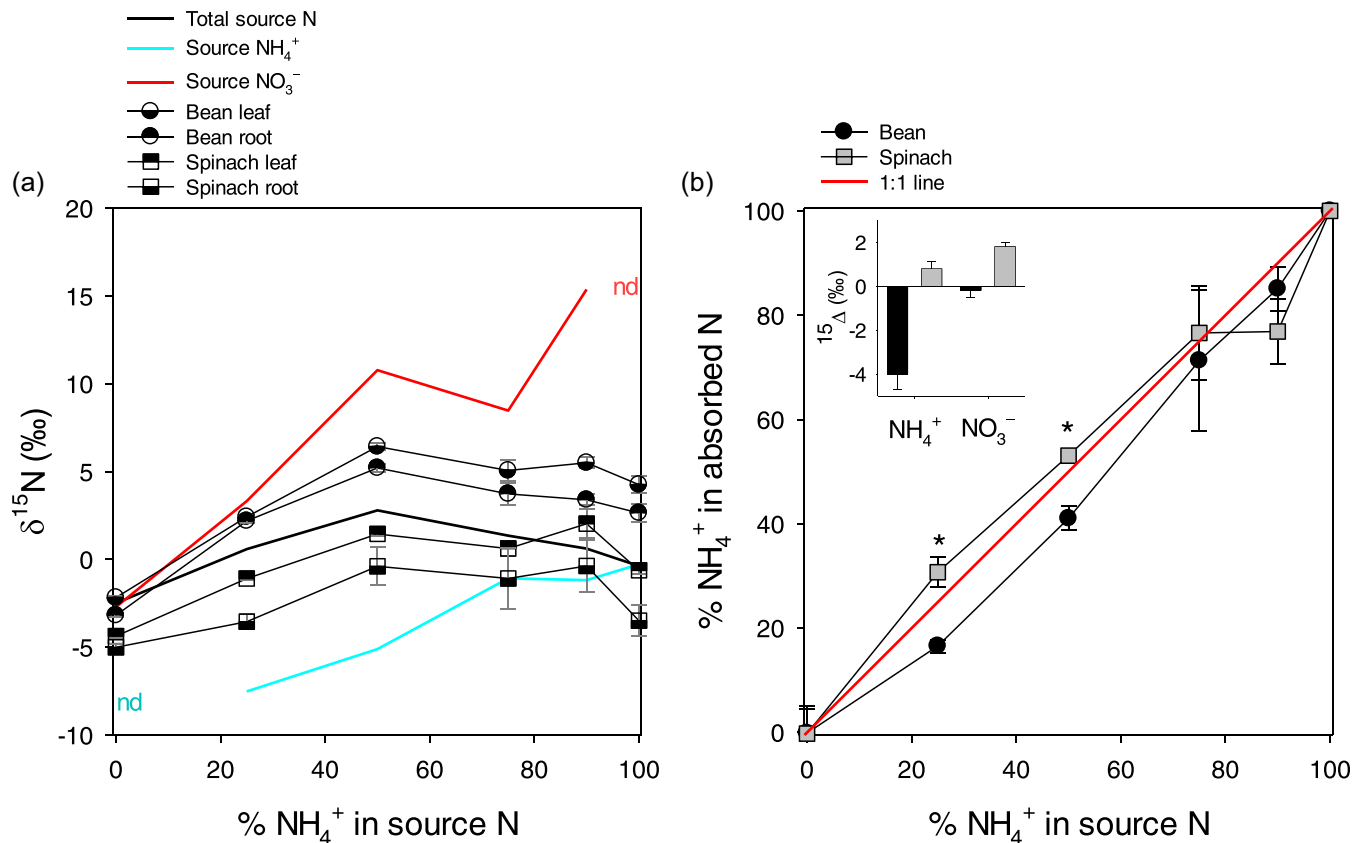 Total source N
Source NH₄⁺
Source NO₃⁻
Bean leaf
Bean root
Spinach leaf
Spinach root
(a)
20
15
10
5
0
-5
-10
δ¹⁵N (‰)
nd
nd
0 20 40 60 80 100
% NH₄⁺ in source N
Bean
Spinach
1:1 line
(b)
100
80
60
40
20
0
% NH₄⁺ in absorbed N
2
0
-2
-4
¹⁵Δ (‰)
NH₄⁺ NO₃⁻
*
*
0 20 40 60 80 100
% NH₄⁺ in source N